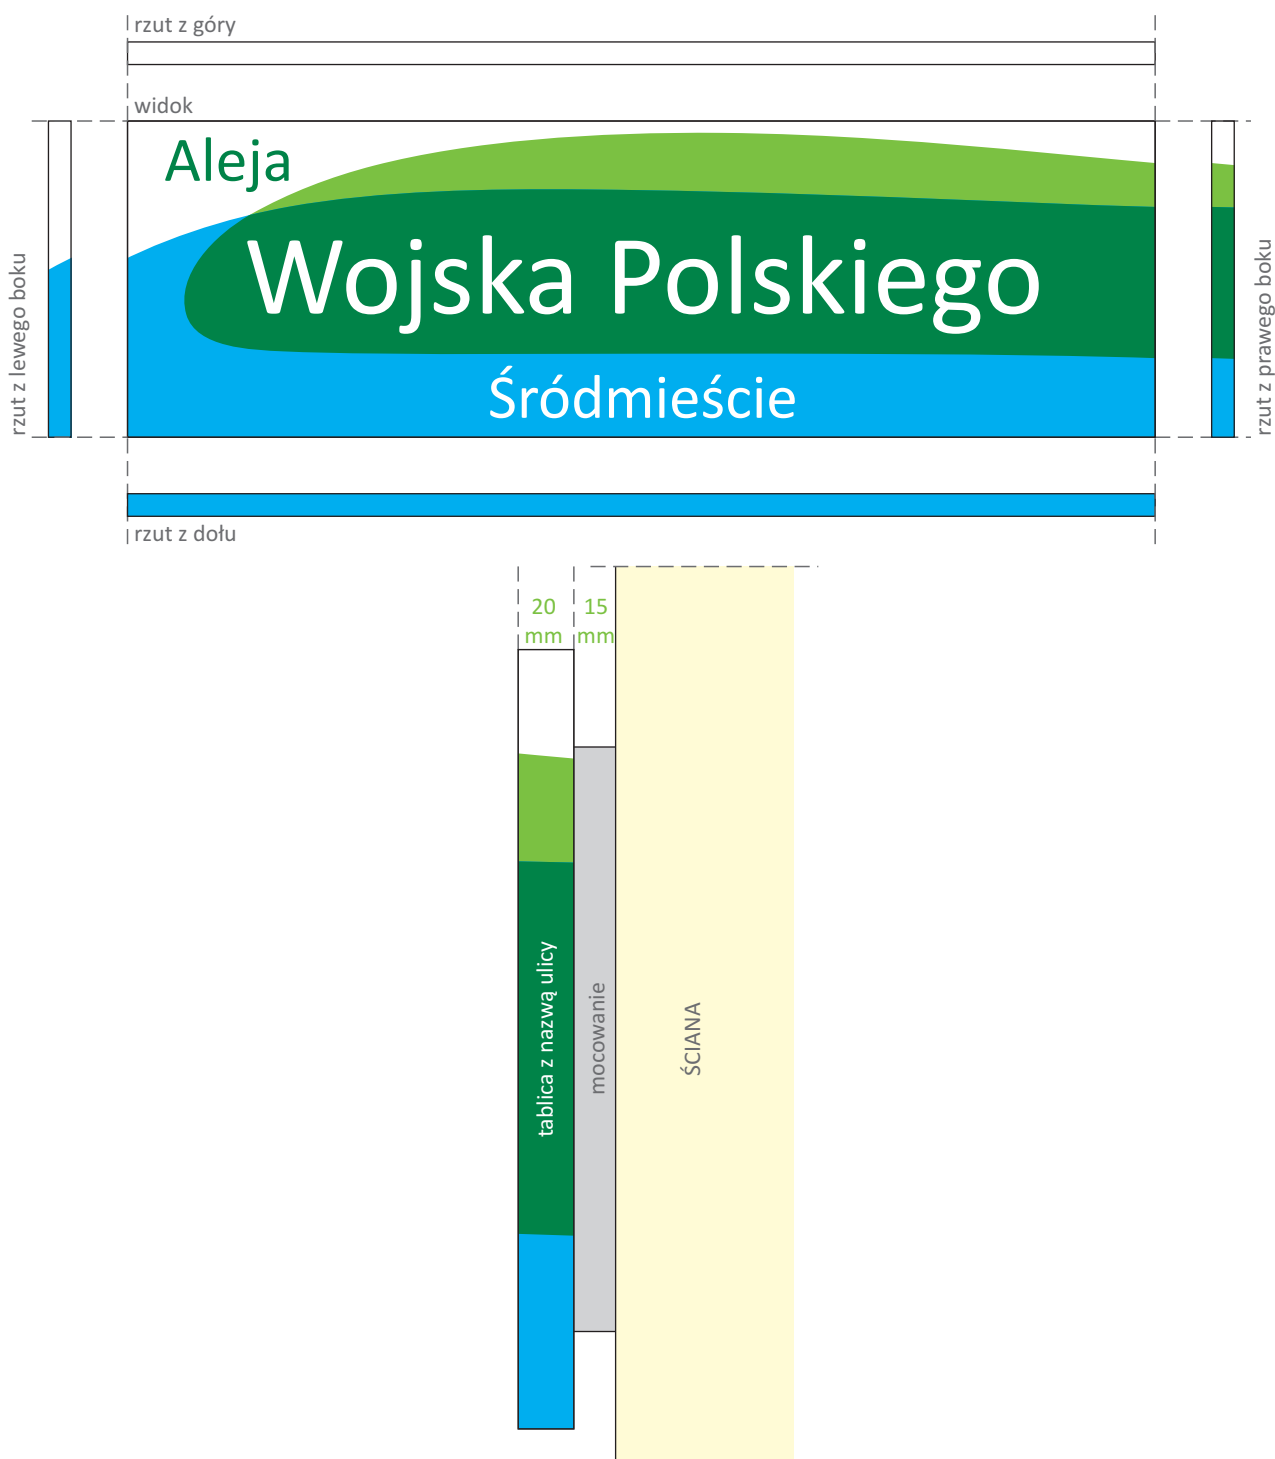 rzut z góry
widok
Aleja
Wojska Polskiego
Śródmieście
rzut z lewego boku
rzut z prawego boku
rzut z dołu
20 mm
15 mm
tablica z nazwą ulicy
mocowanie
ŚCIANA